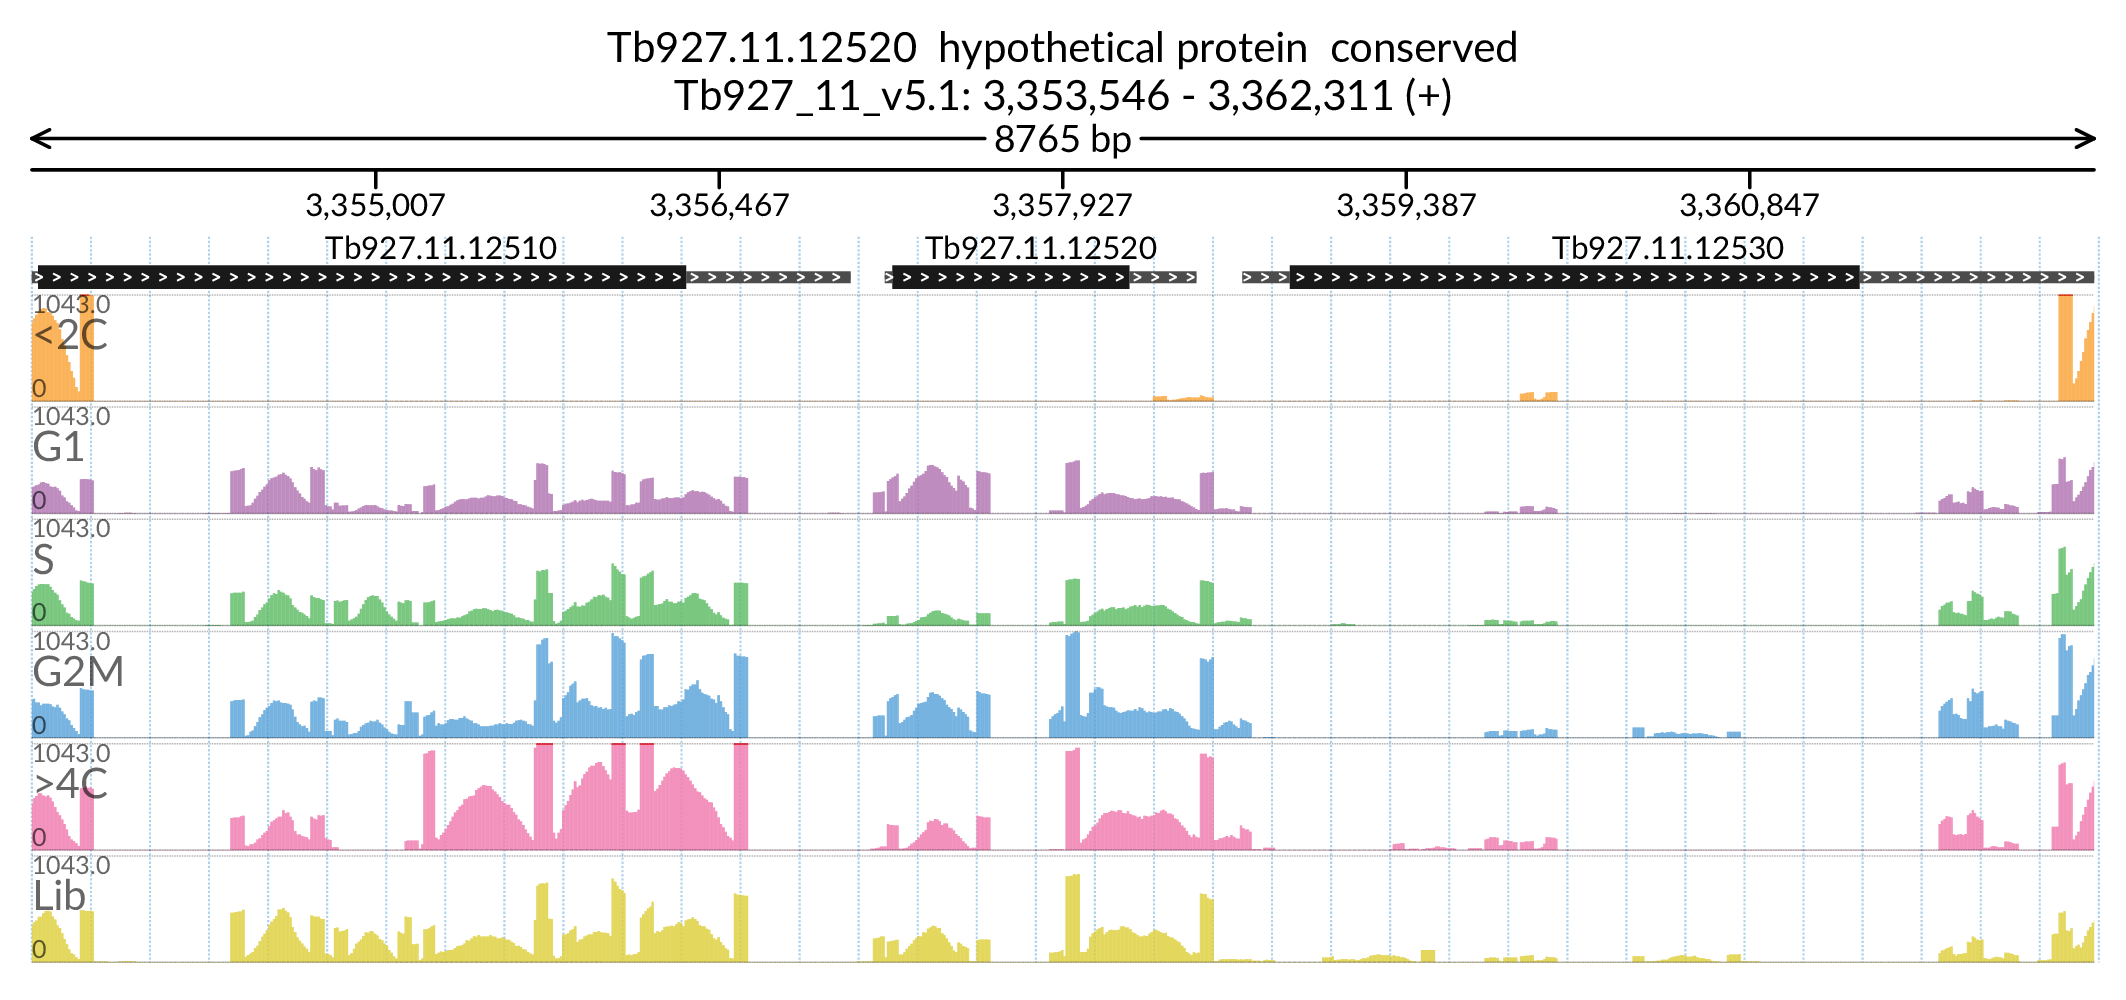 Tb927.11.12520  hypothetical protein  conserved
Tb927_11_v5.1: 3,353,546 - 3,362,311 (+)
8765 bp
3,355,007 3,356,467 3,357,927 3,359,387 3,360,847
Tb927.11.12510 Tb927.11.12520 Tb927.11.12530
1043.0
<2C
0
1043.0
G1
0
1043.0
S
0
1043.0
G2M
0
1043.0
>4C
0
1043.0
Lib
0